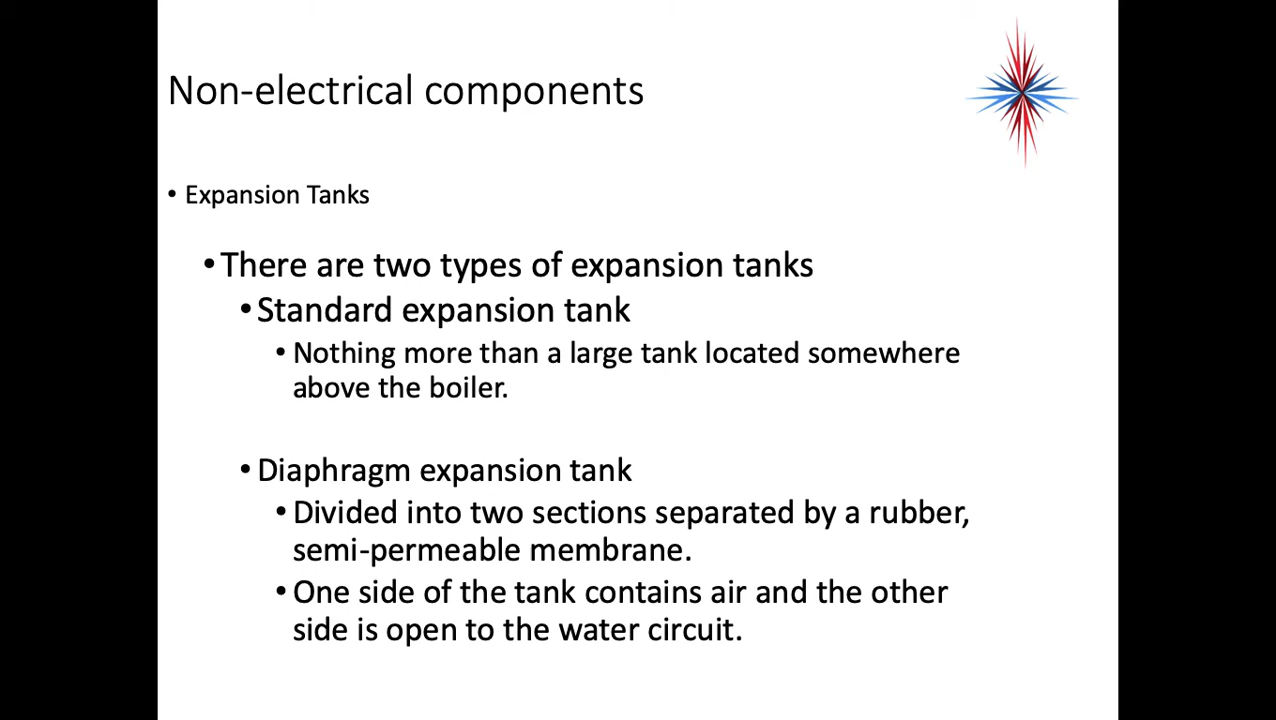 Non-electrical components
• Expansion Tanks
• There are two types of expansion tanks
• Standard expansion tank
• Nothing more than a large tank located somewhere
above the boiler.
• Diaphragm expansion tank
• Divided into two sections separated by a rubber,
semi-permeable membrane.
• One side of the tank contains air and the other
side is open to the water circuit.